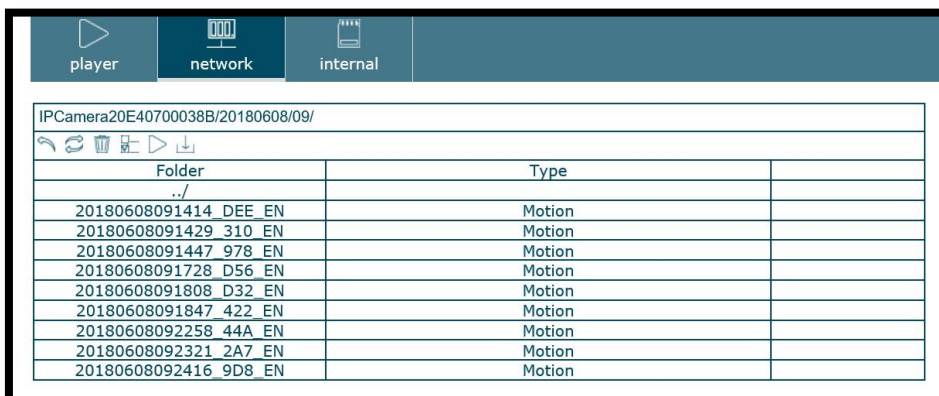 player network internal
IPCamera20E40700038B/20180608/09/
Folder Type
../
20180608091414_DEE_EN Motion
20180608091429_310_EN Motion
20180608091447_978_EN Motion
20180608091728_D56_EN Motion
20180608091808_D32_EN Motion
20180608091847_422_EN Motion
20180608092258_44A_EN Motion
20180608092321_2A7_EN Motion
20180608092416_9D8_EN Motion